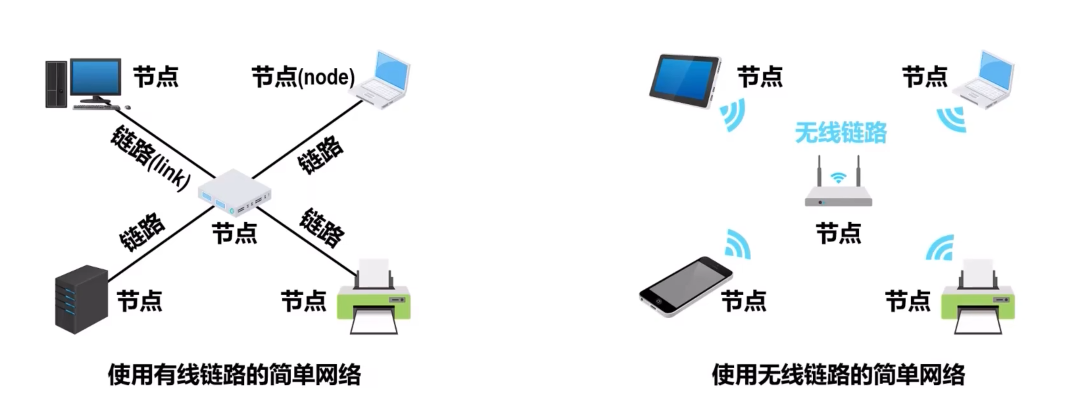 节点
节点(node)
链路(link)
链路
节点
链路
链路
节点
节点
使用有线链路的简单网络
节点
节点
无线链路
节点
节点
节点
使用无线链路的简单网络